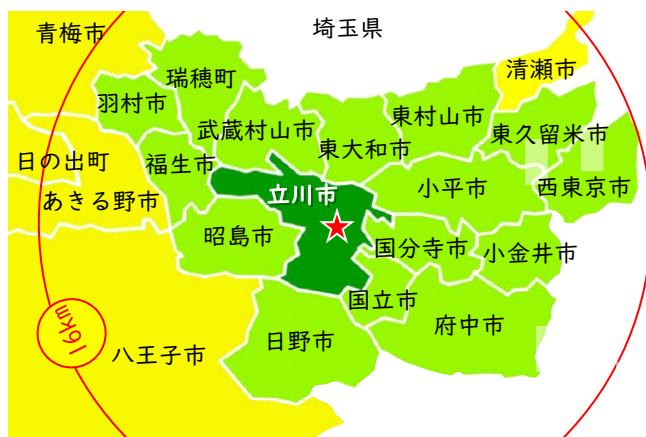 埼玉県
青梅市
清瀬市
瑞穂町
羽村市
武蔵村山市
東村山市
東久留米市
東大和市
日の出町
福生市
小平市
西東京市
あきる野市
立川市
昭島市
国分寺市
小金井市
国立市
府中市
16km
日野市
八王子市